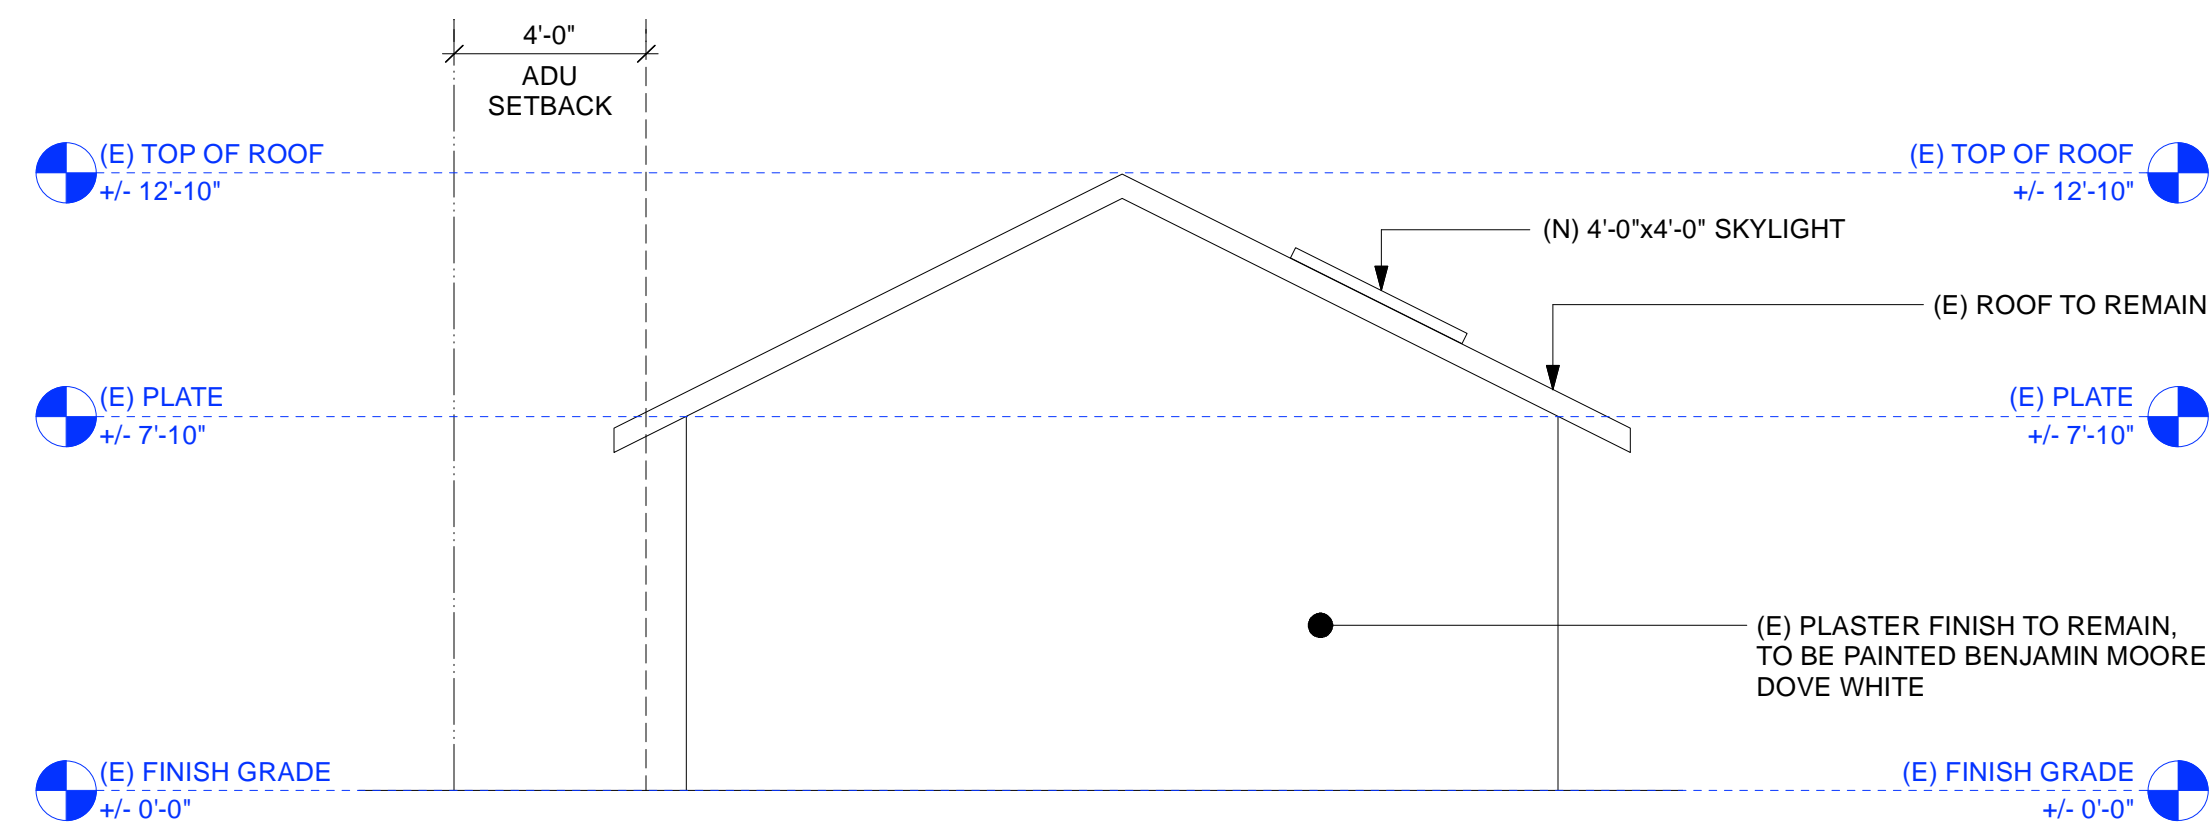 4'-0"
ADU
SETBACK
(E) TOP OF ROOF
+/- 12'-10"
(E) TOP OF ROOF
+/- 12'-10"
(N) 4'-0"x4'-0" SKYLIGHT
(E) ROOF TO REMAIN
(E) PLATE
+/- 7'-10"
(E) PLATE
+/- 7'-10"
(E) PLASTER FINISH TO REMAIN,
TO BE PAINTED BENJAMIN MOORE
DOVE WHITE
(E) FINISH GRADE
+/- 0'-0"
(E) FINISH GRADE
+/- 0'-0"